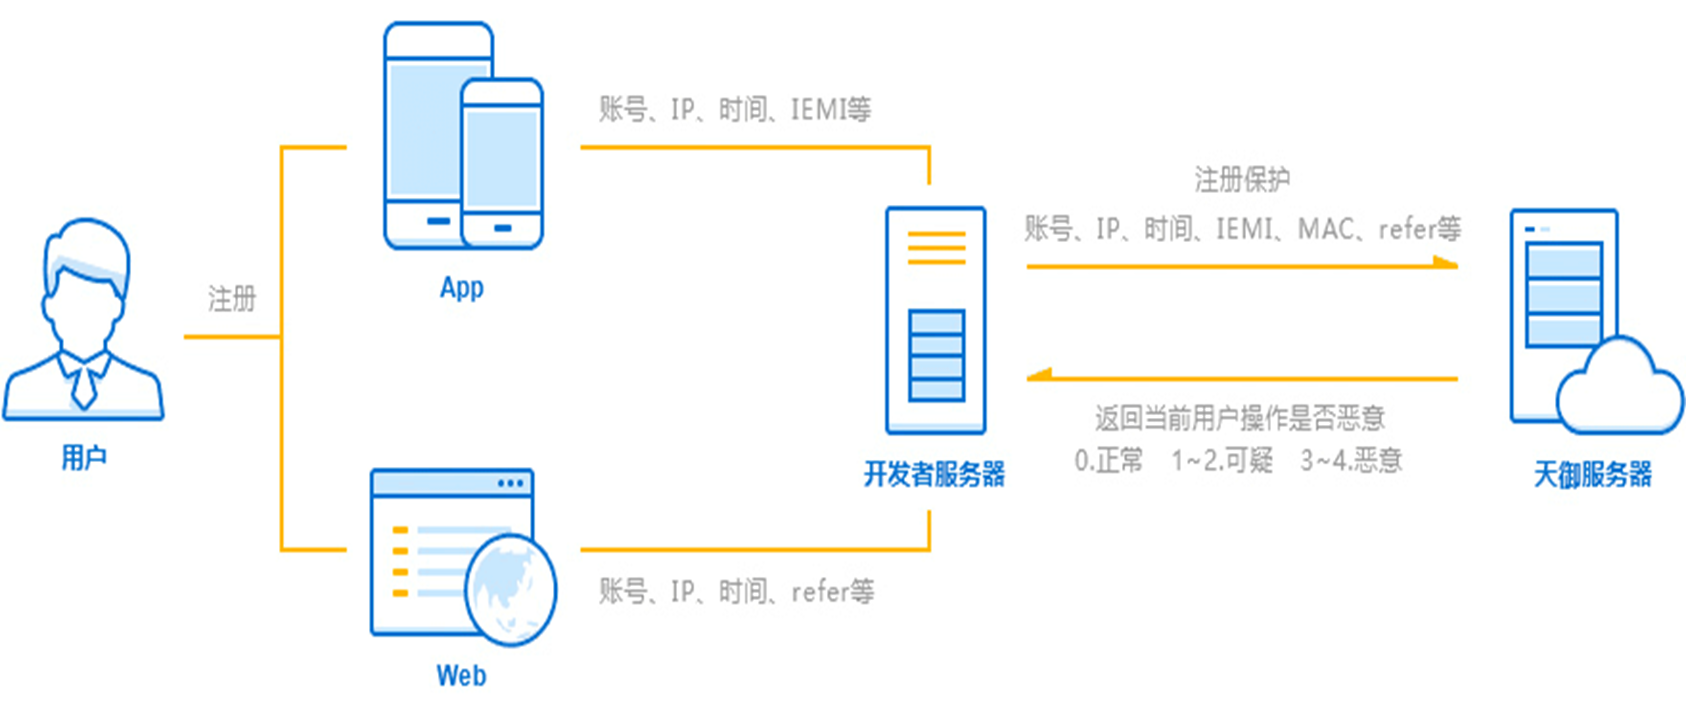 账号、IP、时间、IEMI等
注册保护
账号、IP、时间、IEMI、MAC、refer等
App
注册
用户
返回当前用户操作是否恶意
0.正常 1~2.可疑 3~4.恶意
开发者服务器
天御服务器
账号、IP、时间、refer等
Web